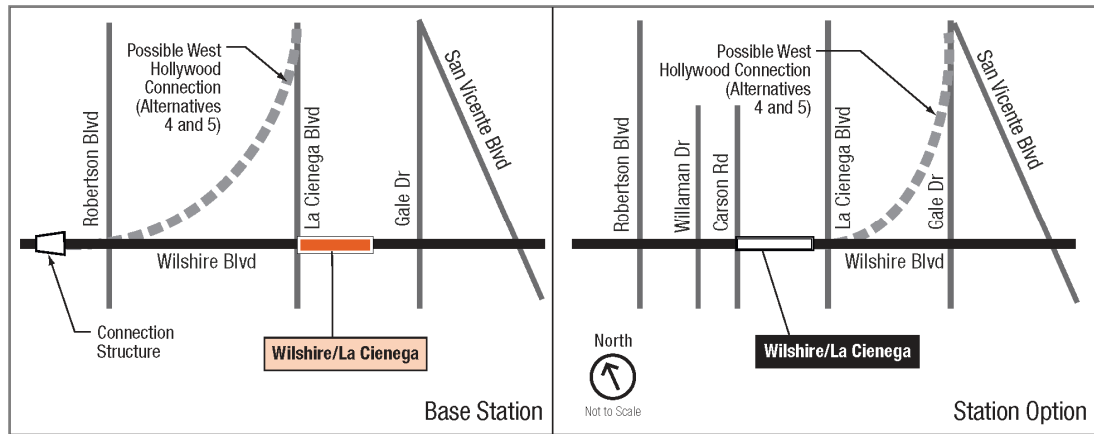 Possible West
Hollywood
Connection
(Alternatives
4 and 5)
Robertson Blvd
La Cienega Blvd
Gale Dr
San Vicente Blvd
Wilshire Blvd
Connection
Structure
Wilshire/La Cienega
Base Station
Possible West
Hollywood Connection
(Alternatives
4 and 5)
Robertson Blvd
Willaman Dr
Carson Rd
La Cienega Blvd
Gale Dr
San Vicente Blvd
Wilshire Blvd
North
Not to Scale
Wilshire/La Cienega
Station Option